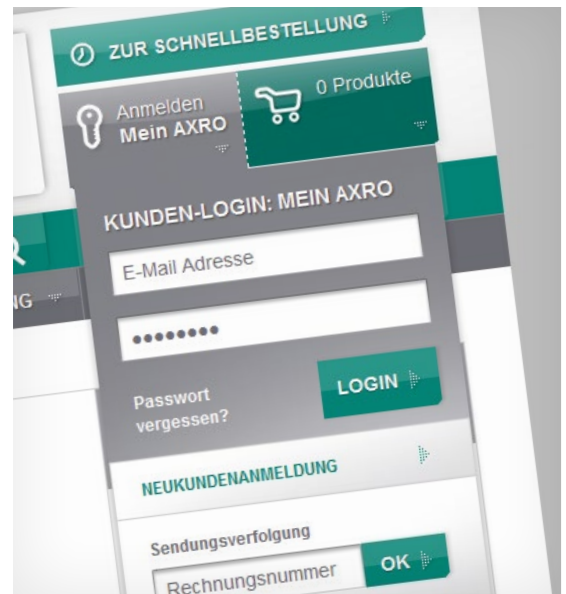 ZUR SCHNELLBESTELLUNG
Anmelden
Mein AXRO
0 Produkte
KUNDEN-LOGIN: MEIN AXRO
E-Mail Adresse
••••••••
NG
Passwort
vergessen?
LOGIN
NEUKUNDENANMELDUNG
Sendungsverfolgung
Rechnungsnummer
OK